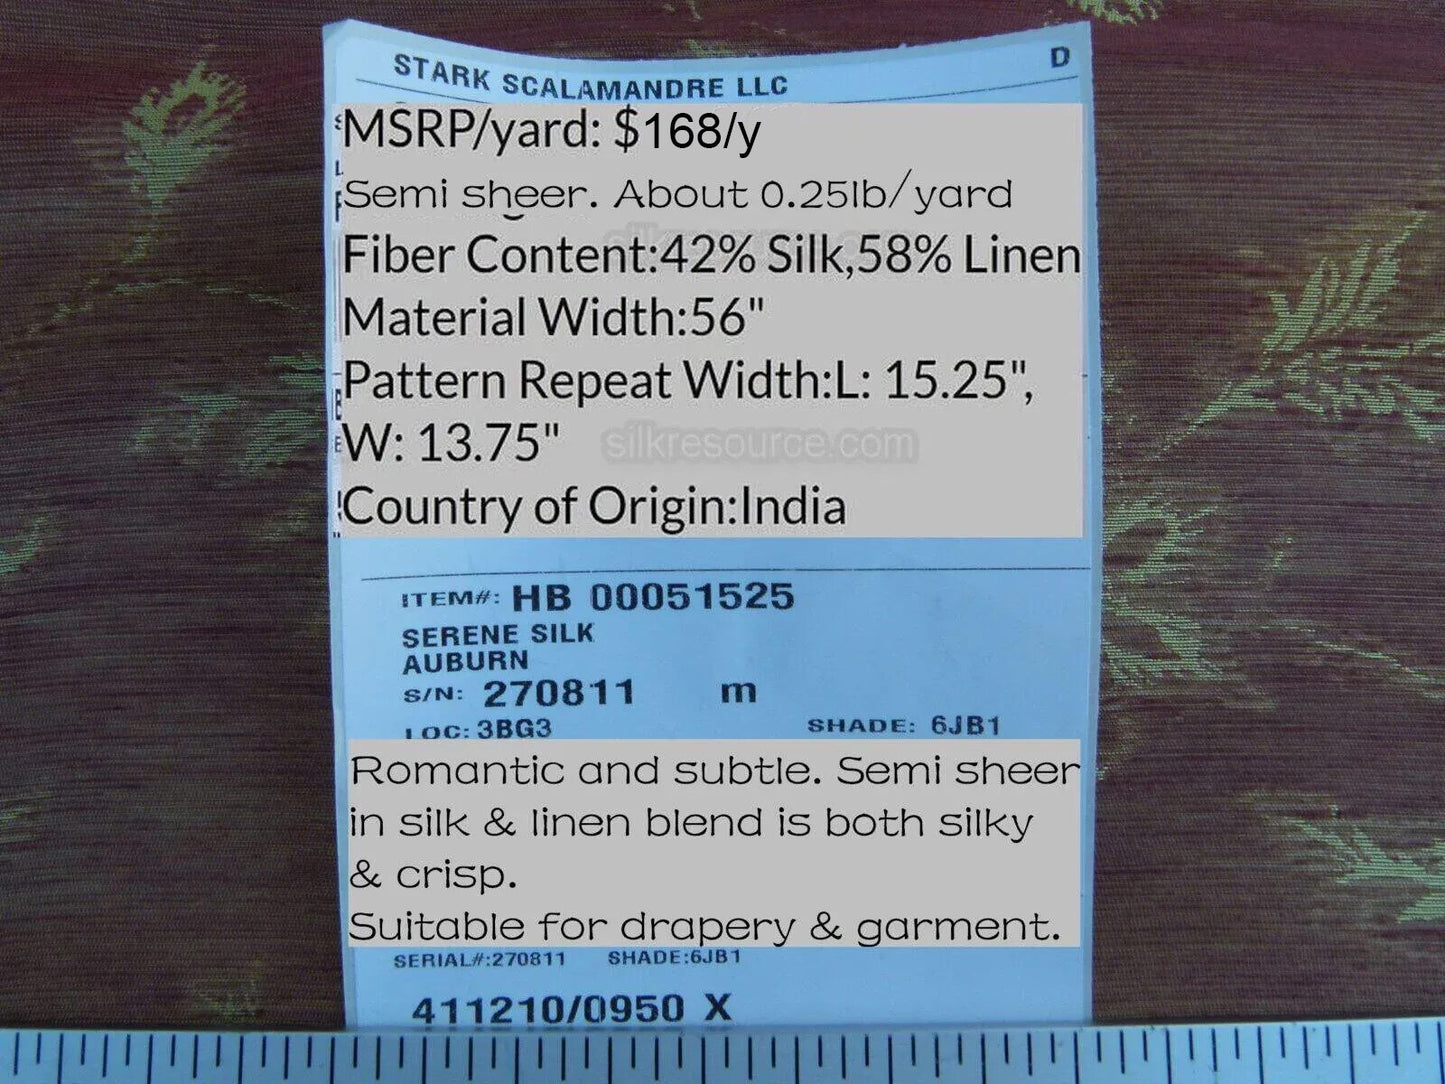 STARK SCALAMANDRE LLC D
MSRP/yard: $168/y
Semi sheer. About 0.25lb/yard
Fiber Content:42% Silk,58% Linen
Material Width:56"
Pattern Repeat Width:L: 15.25",
W: 13.75"
silkresource.com
Country of Origin:India
ITEM#: HB 00051525
SERENE SILK
AUBURN
S/N: 270811 m
LOC: 3BG3 SHADE: 6JB1
Romantic and subtle. Semi sheer
in silk & linen blend is both silky
& crisp.
Suitable for drapery & garment.
SERIAL#:270811 SHADE:6JB1
411210/0950 X